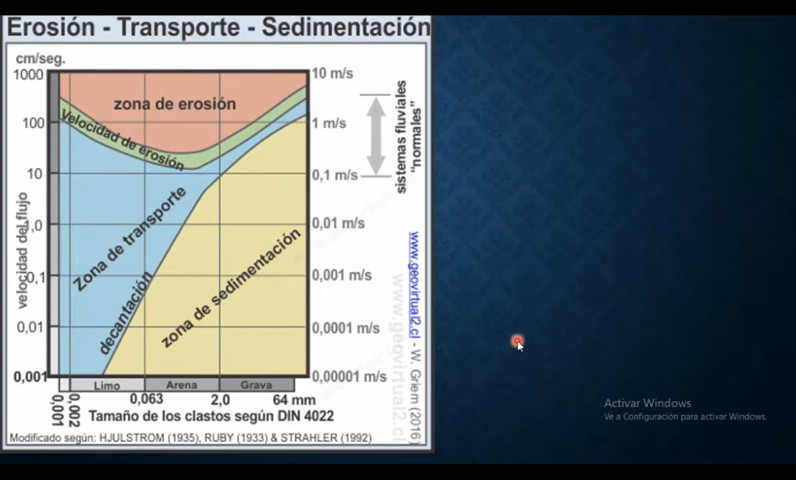 Erosión - Transporte - Sedimentación
cm/seg.
1000
100
10
1,0
0,1
0,01
0,001
velocidad del flujo
zona de erosión
Velocidad de erosión
Zona de transporte
decantación
zona de sedimentación
10 m/s
1 m/s
0,1 m/s
0,01 m/s
0,001 m/s
0,0001 m/s
0,00001 m/s
sistemas fluviales
"normales"
www.geovirtual2.cl - W. Griem (2016)
www.geovirtual2.cl
Limo
Arena
Grava
0,001
0,002
0,063
2,0
64 mm
Tamaño de los clastos según DIN 4022
Modificado según: HJULSTROM (1935), RUBY (1933) & STRAHLER (1992)
Activar Windows
Ve a Configuración para activar Windows.